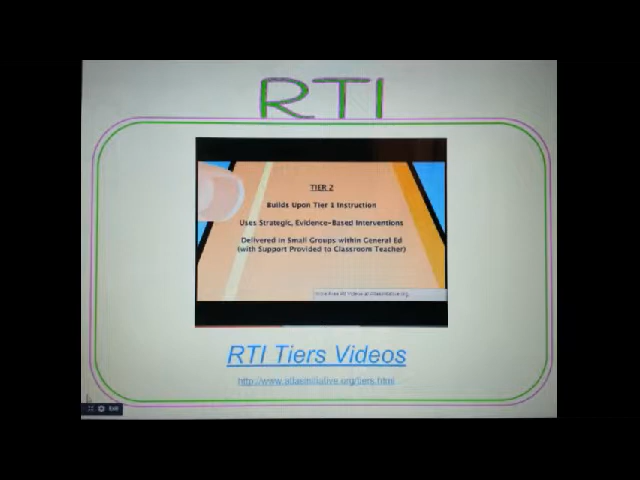 RTI
TIER 2
Builds Upon Tier 1 Instruction
Uses Strategic, Evidence-Based Interventions
Delivered in Small Groups within General Ed
(with Support Provided to Classroom Teacher)
RTI Tiers Videos